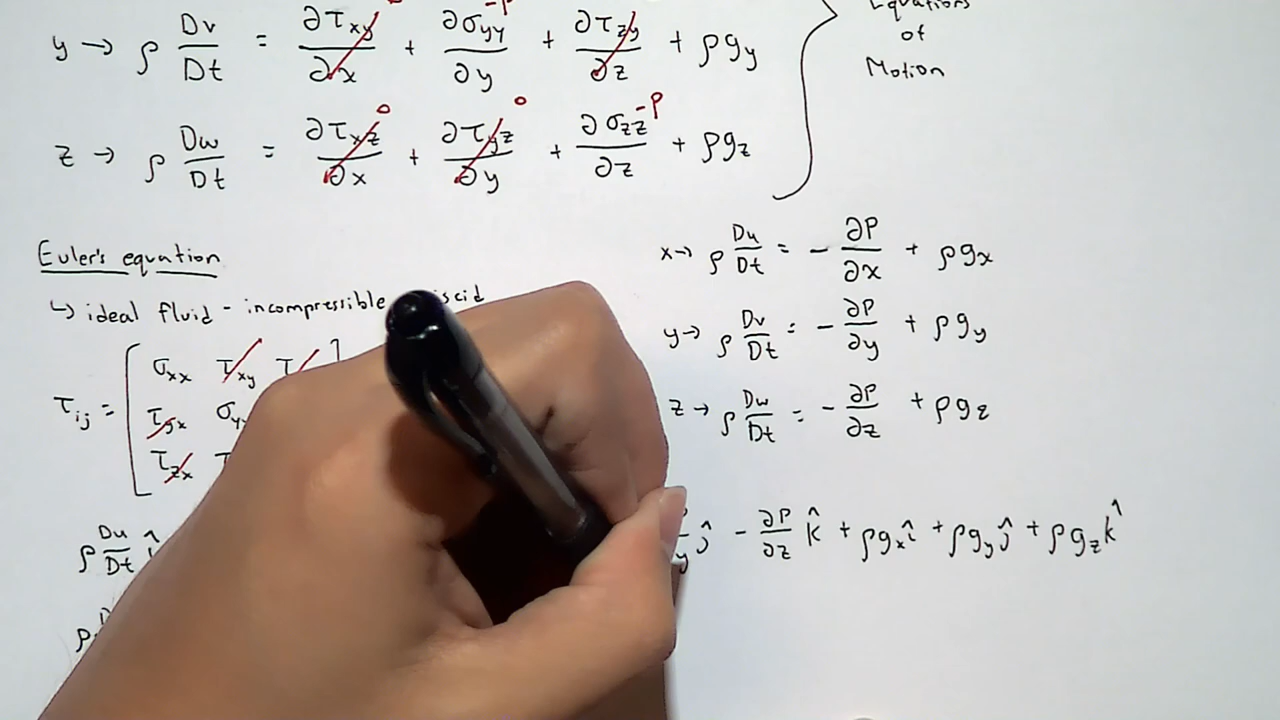 Equations
of
Motion
y → ρ Dv/Dt = ∂τxy/∂x + ∂σyy/∂y -P + ∂τzy/∂z + ρgy
z → ρ Dw/Dt = ∂τxz/∂x 0 + ∂τyz/∂y 0 + ∂σzz/∂z -P + ρgz
Euler's equation
↳ ideal fluid - incompressible
τij = [ σxx τxy
τyx
τzx
x → ρ Du/Dt = - ∂P/∂x + ρgx
y → ρ Dv/Dt = - ∂P/∂y + ρgy
z → ρ Dw/Dt = - ∂P/∂z + ρgz
ρ Du/Dt î
ĵ - ∂P/∂z k̂ + ρgx î + ρgy ĵ + ρgz k̂
ρ